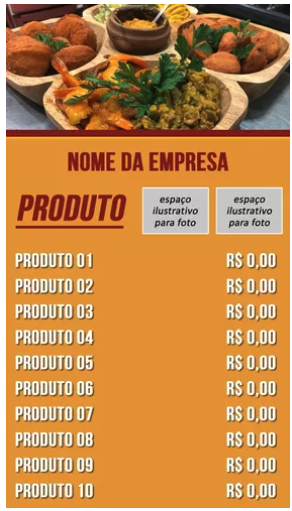 NOME DA EMPRESA
PRODUTO
espaço
ilustrativo
para foto
espaço
ilustrativo
para foto
PRODUTO 01 R$ 0,00
PRODUTO 02 R$ 0,00
PRODUTO 03 R$ 0,00
PRODUTO 04 R$ 0,00
PRODUTO 05 R$ 0,00
PRODUTO 06 R$ 0,00
PRODUTO 07 R$ 0,00
PRODUTO 08 R$ 0,00
PRODUTO 09 R$ 0,00
PRODUTO 10 R$ 0,00